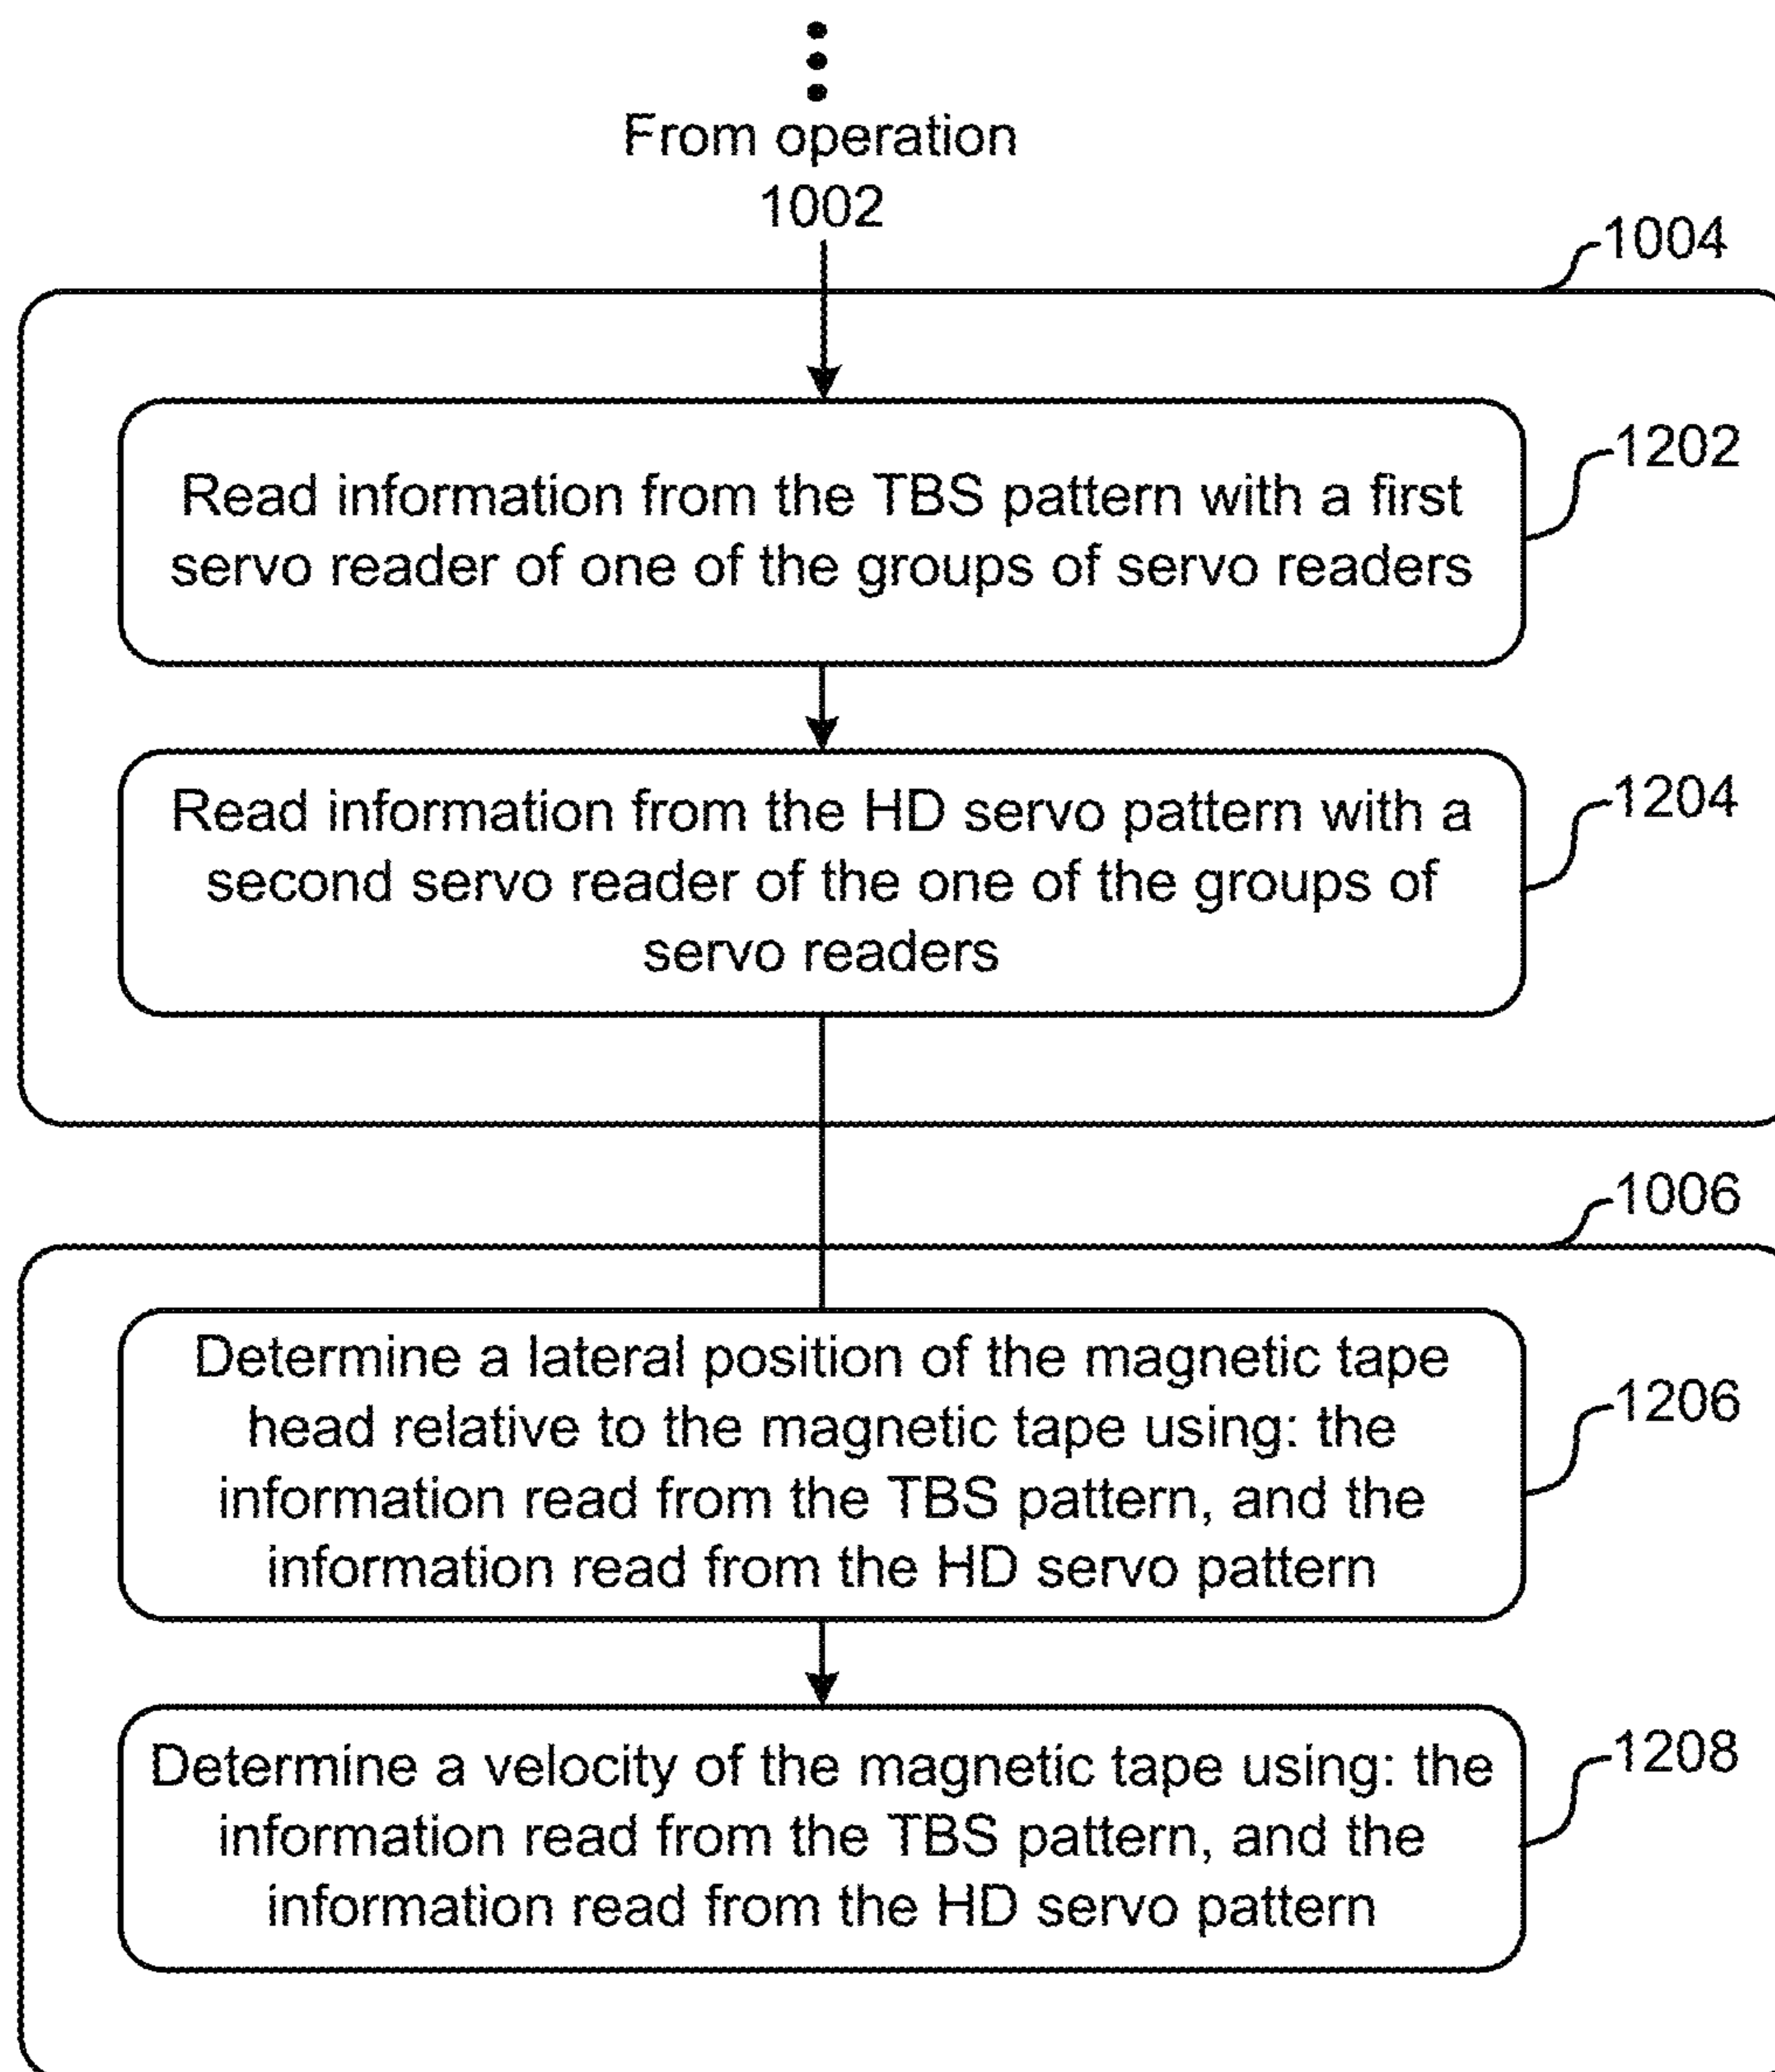 From operation
1002
1004
Read information from the TBS pattern with a first
servo reader of one of the groups of servo readers
1202
Read information from the HD servo pattern with a
second servo reader of the one of the groups of
servo readers
1204
1006
Determine a lateral position of the magnetic tape
head relative to the magnetic tape using: the
information read from the TBS pattern, and the
information read from the HD servo pattern
1206
Determine a velocity of the magnetic tape using: the
information read from the TBS pattern, and the
information read from the HD servo pattern
1208